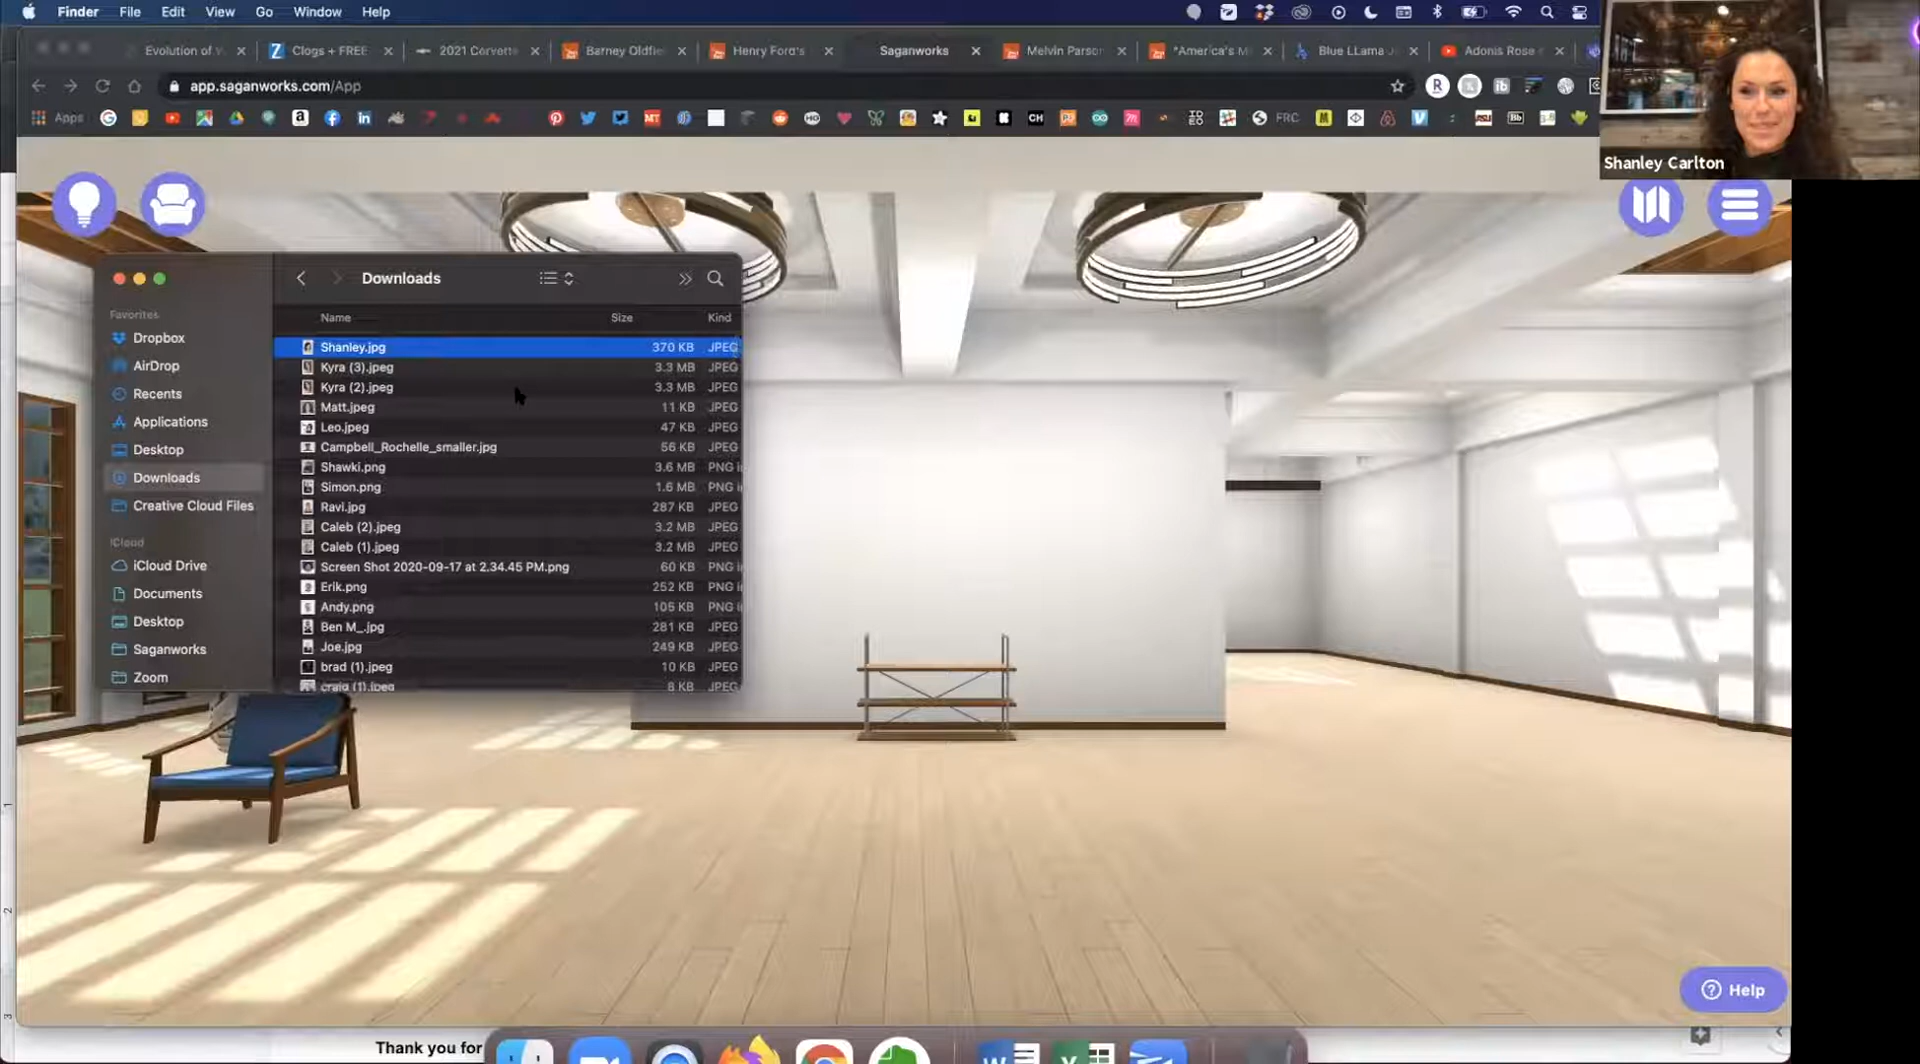 Finder File Edit View Go Window Help
Clogs + FREE 2021 Corvette Barney Oldfie Henry Ford's Saganworks Melvin Parson "America's M Blue LLama J Adonis Rose
app.saganworks.com/App
Apps FRC
Shanley Carlton
Downloads
Name Size Kind
Favorites
Dropbox
AirDrop
Recents
Applications
Desktop
Downloads
Creative Cloud Files
iCloud
iCloud Drive
Documents
Desktop
Saganworks
Zoom
Shanley.jpg 370 KB JPEG
Kyra (3).jpeg 3.3 MB JPEG
Kyra (2).jpeg 3.3 MB JPEG
Matt.jpeg 11 KB JPEG
Leo.jpeg 47 KB JPEG
Campbell_Rochelle_smaller.jpg 56 KB JPEG
Shawki.png 3.6 MB PNG i
Simon.png 1.6 MB PNG i
Ravi.jpg 287 KB JPEG
Caleb (2).jpeg 3.2 MB JPEG
Caleb (1).jpeg 3.2 MB JPEG
Screen Shot 2020-09-17 at 2.34.45 PM.png 60 KB PNG i
Erik.png 252 KB PNG i
Andy.png 105 KB PNG i
Ben M_.jpg 281 KB JPEG
Joe.jpg 249 KB JPEG
brad (1).jpeg 10 KB JPEG
craig (1).jpeg 8 KB JPEG
Help
Thank you for